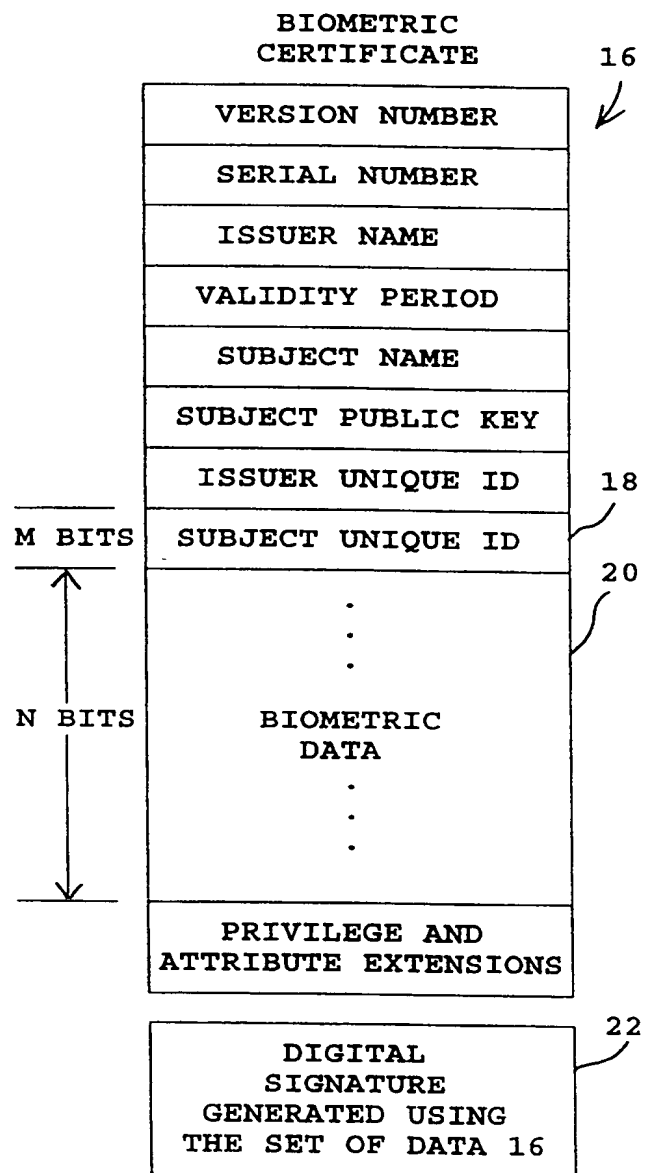 BIOMETRIC
CERTIFICATE
16
VERSION NUMBER
SERIAL NUMBER
ISSUER NAME
VALIDITY PERIOD
SUBJECT NAME
SUBJECT PUBLIC KEY
ISSUER UNIQUE ID
18
M BITS
SUBJECT UNIQUE ID
20
N BITS
BIOMETRIC
DATA
PRIVILEGE AND
ATTRIBUTE EXTENSIONS
22
DIGITAL
SIGNATURE
GENERATED USING
THE SET OF DATA 16